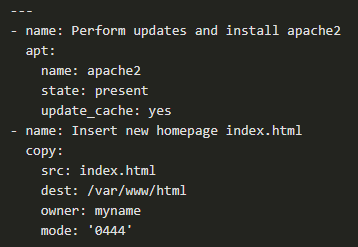 ---
- name: Perform updates and install apache2
  apt:
    name: apache2
    state: present
    update_cache: yes
- name: Insert new homepage index.html
  copy:
    src: index.html
    dest: /var/www/html
    owner: myname
    mode: '0444'